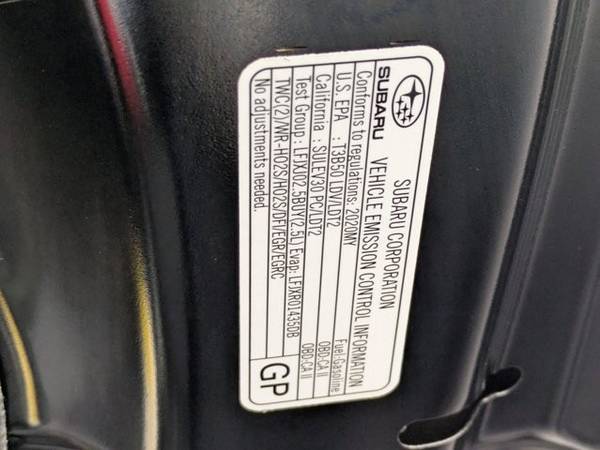 SUBARU CORPORATION
SUBARU VEHICLE EMISSION CONTROL INFORMATION
Conforms to regulations: 2020MY Fuel:Gasoline
U.S. EPA : T3B50 LDV/LDT2 OBD:CA II
California : SULEV30 PC/LDT2 OBD:CA II
Test Group : LFJXJ02.5BUY(2.5L) Evap: LFJXR0143SDB
TWC(2)/WR-HO2S/HO2S/DFI/EGR/EGRC
No adjustments needed.
GP